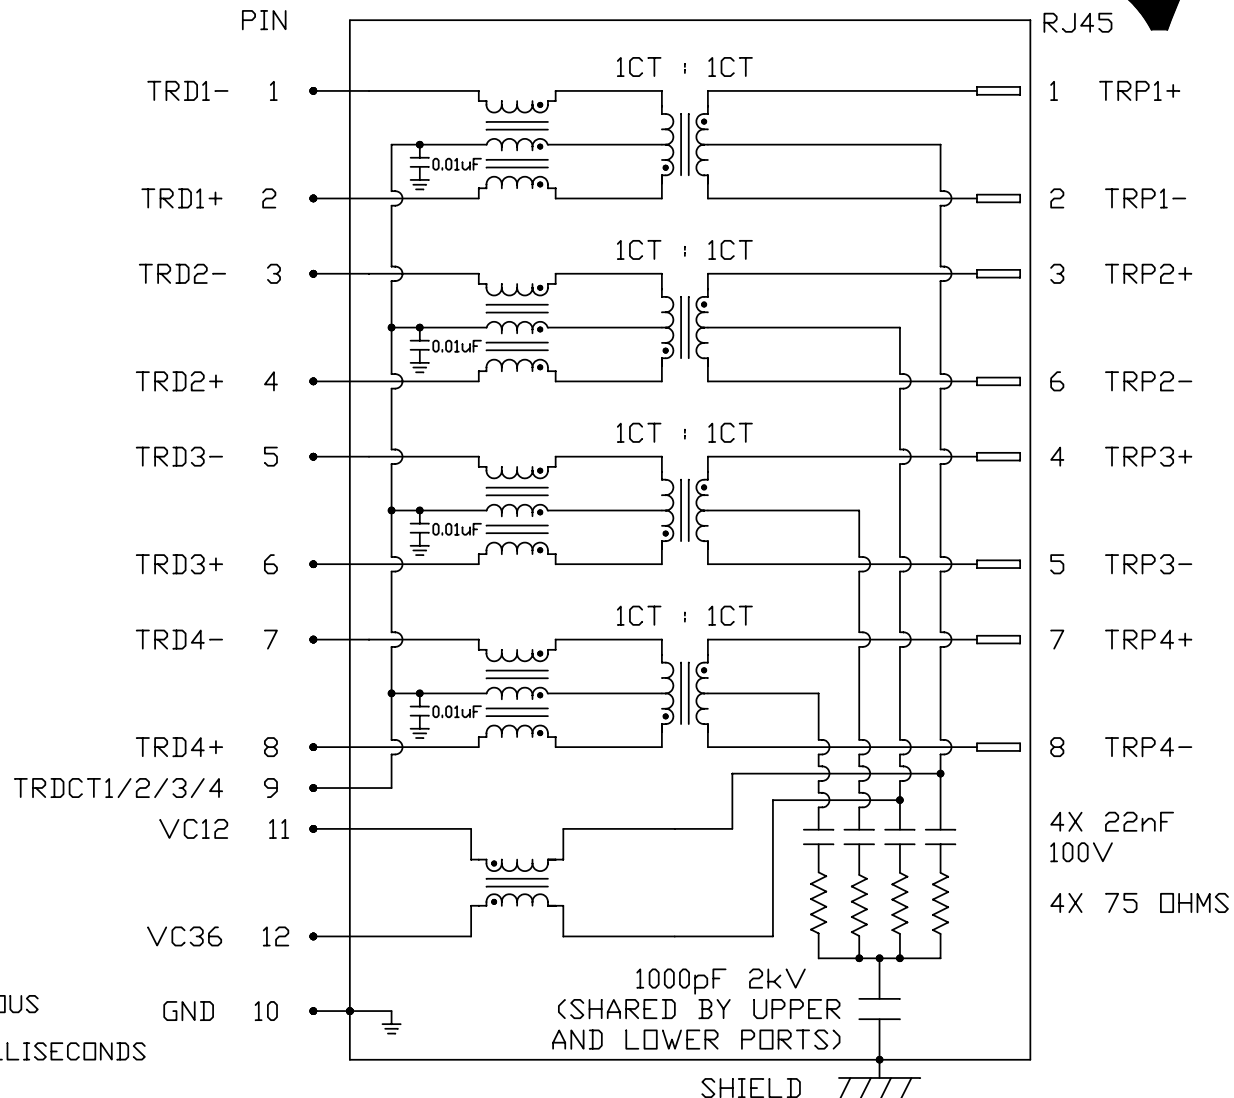 PIN RJ45
1CT : 1CT
TRD1- 1 1 TRP1+
0.01uF
TRD1+ 2 2 TRP1-
1CT : 1CT
TRD2- 3 3 TRP2+
0.01uF
TRD2+ 4 6 TRP2-
1CT : 1CT
TRD3- 5 4 TRP3+
0.01uF
TRD3+ 6 5 TRP3-
1CT : 1CT
TRD4- 7 7 TRP4+
0.01uF
TRD4+ 8 8 TRP4-
TRDCT1/2/3/4 9
VC12 11
4X 22nF
100V
4X 75 OHMS
VC36 12
1000pF 2kV
(SHARED BY UPPER
AND LOWER PORTS)
GND 10
SHIELD